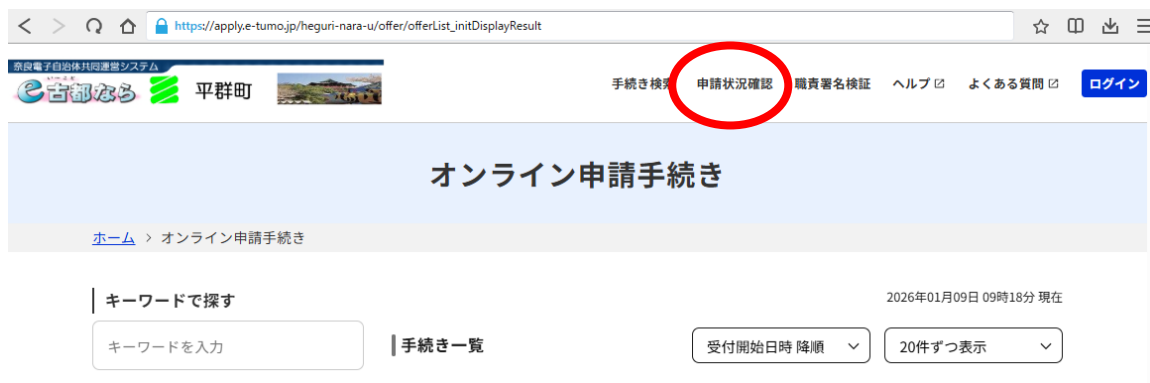 https://apply.e-tumo.jp/heguri-nara-u/offer/offerList_initDisplayResult
奈良電子自治体共同運営システム
e古都なら 平群町
手続き検索 申請状況確認 職責署名検証 ヘルプ よくある質問 ログイン
オンライン申請手続き
ホーム > オンライン申請手続き
キーワードで探す
2026年01月09日 09時18分 現在
キーワードを入力
手続き一覧
受付開始日時 降順
20件ずつ表示